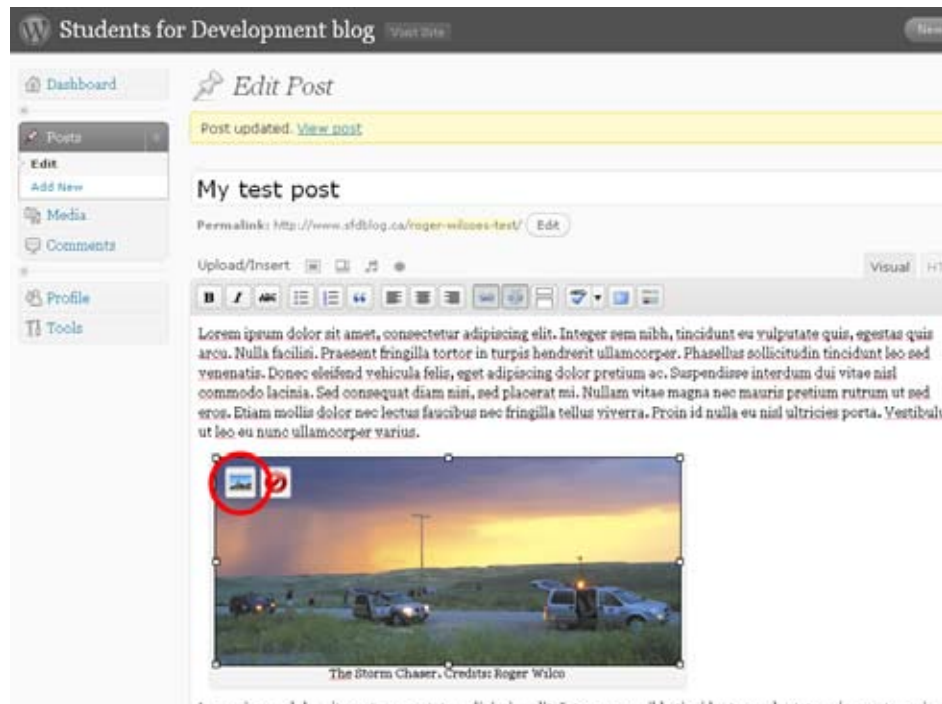 Students for Development blog Visit Site New
Dashboard
Edit Post
Posts
Post updated. View post
Edit
Add New
My test post
Media
Permalink: http://www.sfdblog.ca/roger-wilcoes-test/ Edit
Comments
Upload/Insert
Visual HT
Profile
B I ABC
Tools
Lorem ipsum dolor sit amet, consectetur adipiscing elit. Integer sem nibh, tincidunt eu vulputate quis, egestas quis
arcu. Nulla facilisi. Praesent fringilla tortor in turpis hendrerit ullamcorper. Phasellus sollicitudin tincidunt leo sed
venenatis. Donec eleifend vehicula felis, eget adipiscing dolor pretium ac. Suspendisse interdum dui vitae nisl
commodo lacinia. Sed consequat diam nisi, sed placerat mi. Nullam vitae magna nec mauris pretium rutrum ut sed
eros. Etiam mollis dolor nec lectus faucibus nec fringilla tellus viverra. Proin id nulla eu nisl ultricies porta. Vestibulu
ut leo eu nunc ullamcorper varius.
The Storm Chaser. Credits: Roger Wilco